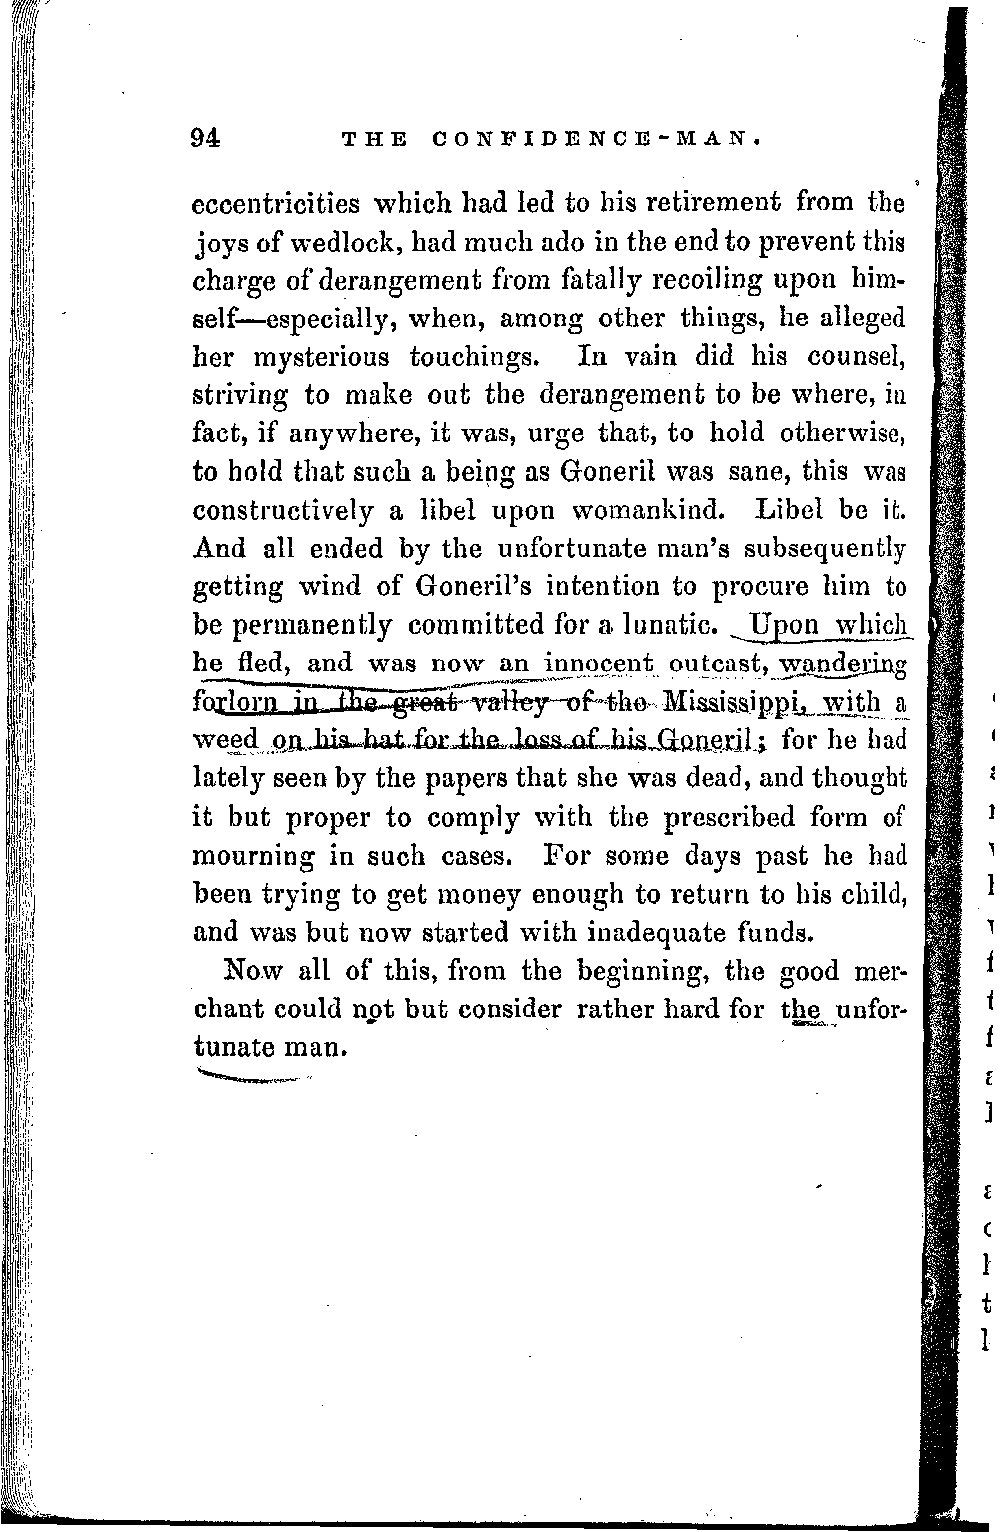 94 THE CONFIDENCE-MAN.
eccentricities which had led to his retirement from the
joys of wedlock, had much ado in the end to prevent this
charge of derangement from fatally recoiling upon him-
self—especially, when, among other things, he alleged
her mysterious touchings. In vain did his counsel,
striving to make out the derangement to be where, in
fact, if anywhere, it was, urge that, to hold otherwise,
to hold that such a being as Goneril was sane, this was
constructively a libel upon womankind. Libel be it.
And all ended by the unfortunate man's subsequently
getting wind of Goneril's intention to procure him to
be permanently committed for a lunatic. Upon which
he fled, and was now an innocent outcast, wandering
forlorn in the great valley of the Mississippi, with a
weed on his hat for the loss of his Goneril; for he had
lately seen by the papers that she was dead, and thought
it but proper to comply with the prescribed form of
mourning in such cases. For some days past he had
been trying to get money enough to return to his child,
and was but now started with inadequate funds.
Now all of this, from the beginning, the good mer-
chant could not but consider rather hard for the unfor-
tunate man.